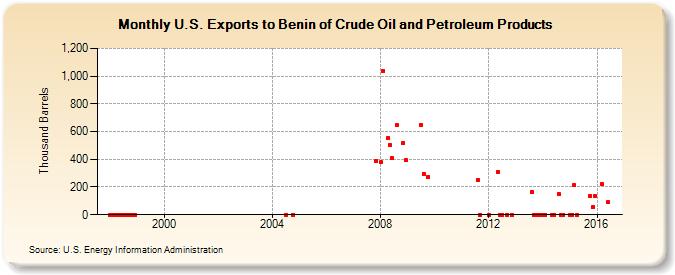 Monthly U.S. Exports to Benin of Crude Oil and Petroleum Products
Thousand Barrels
1,200
1,000
800
600
400
200
0
2000 2004 2008 2012 2016
Source: U.S. Energy Information Administration